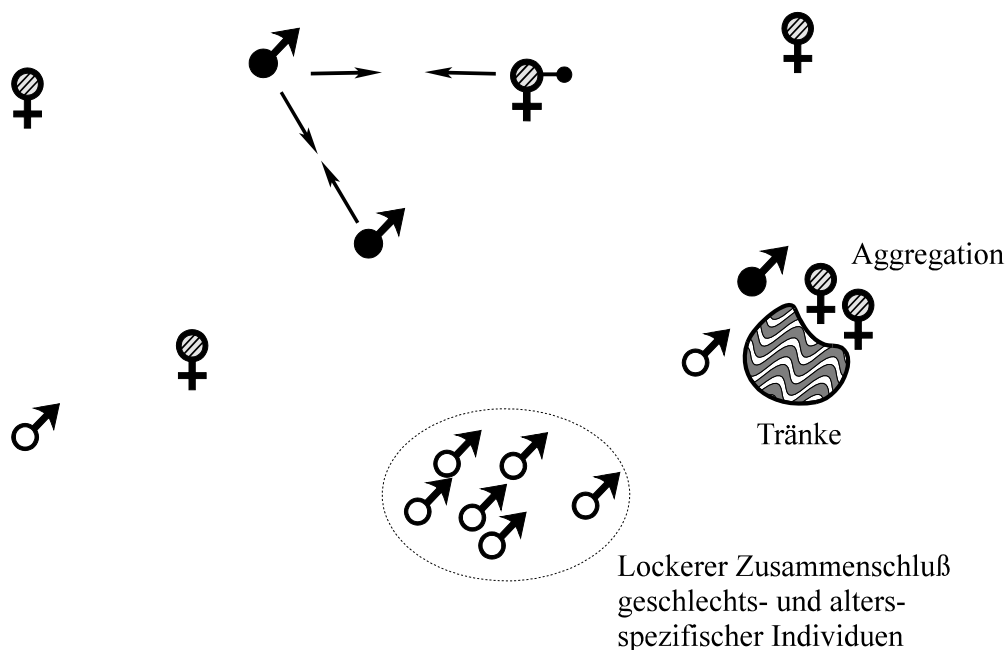 Aggregation
Tränke
Lockerer Zusammenschluß
geschlechts- und alters-
spezifischer Individuen